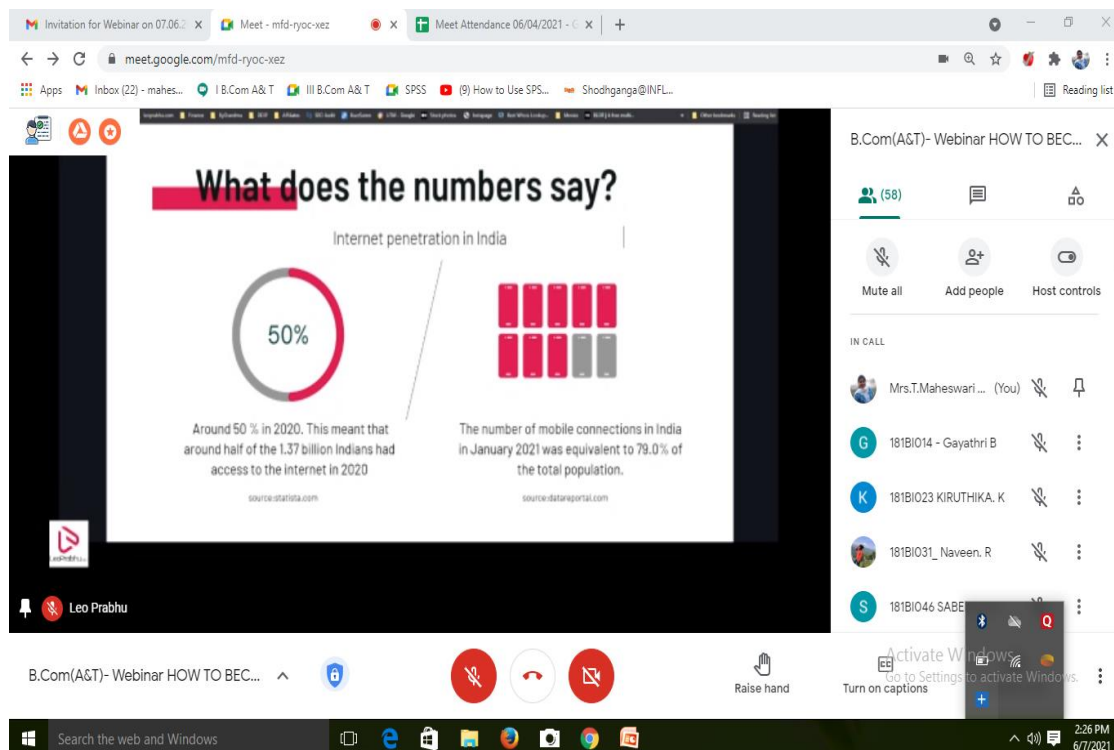 Invitation for Webinar on 07.06.2
Meet - mfd-ryoc-xez
Meet Attendance 06/04/2021 - G
meet.google.com/mfd-ryoc-xez
Apps
Inbox (22) - mahes...
I B.Com A& T
III B.Com A& T
SPSS
(9) How to Use SPS...
Shodhganga@INFL...
Reading list
What does the numbers say?
Internet penetration in India
50%
Around 50 % in 2020. This meant that
around half of the 1.37 billion Indians had
access to the internet in 2020
source:statista.com
The number of mobile connections in India
in January 2021 was equivalent to 79.0% of
the total population.
source:datareportal.com
Leo Prabhu
B.Com(A&T)- Webinar HOW TO BEC...
(58)
Mute all
Add people
Host controls
IN CALL
Mrs.T.Maheswari ... (You)
G
181BI014 - Gayathri B
K
181BI023 KIRUTHIKA. K
181BI031_ Naveen. R
S
181BI046 SABE
Q
B.Com(A&T)- Webinar HOW TO BEC...
Raise hand
CC
Turn on captions
Activate Windows
Go to Settings to activate Windows.
Search the web and Windows
2:26 PM
6/7/2021